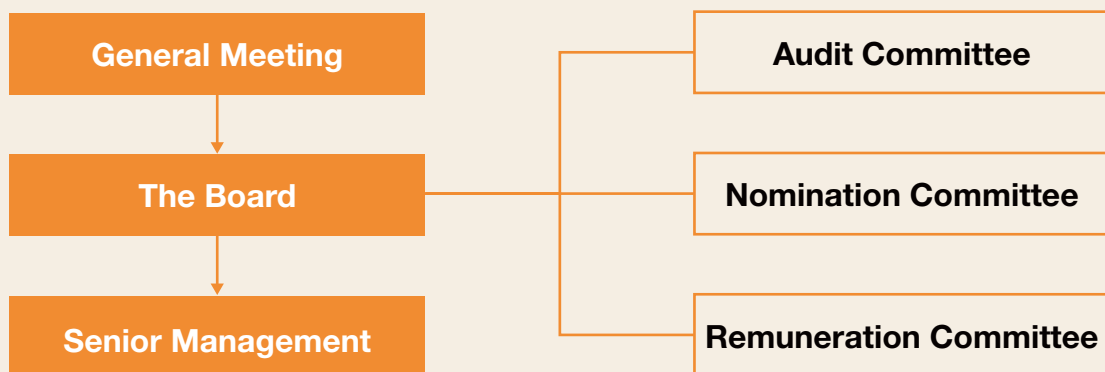 General Meeting
Audit Committee
The Board
Nomination Committee
Senior Management
Remuneration Committee